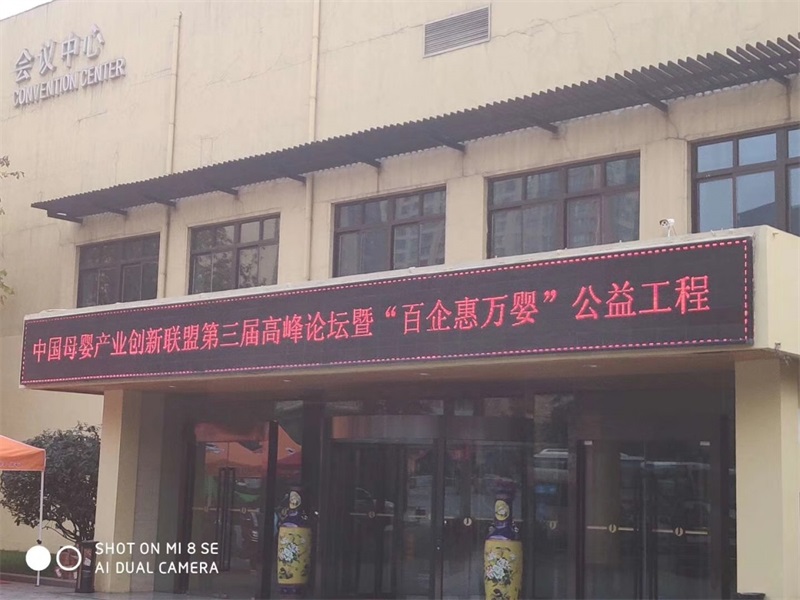 会议中心
CONVENTION CENTER
中国母婴产业创新联盟第三届高峰论坛暨“百企惠万婴”公益工程
SHOT ON MI 8 SE
AI DUAL CAMERA